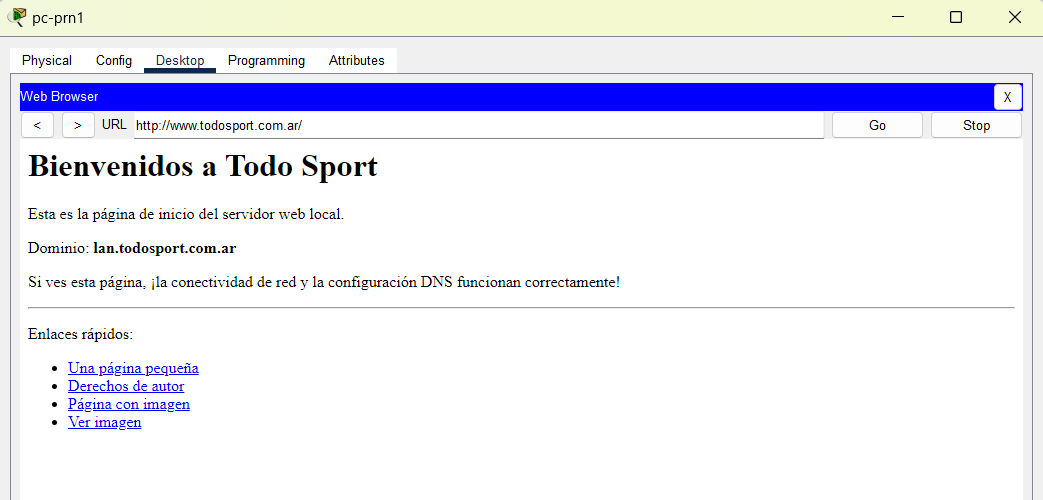 pc-prn1
Physical Config Desktop Programming Attributes
Web Browser X
< > URL http://www.todosport.com.ar/ Go Stop
Bienvenidos a Todo Sport
Esta es la página de inicio del servidor web local.
Dominio: lan.todosport.com.ar
Si ves esta página, ¡la conectividad de red y la configuración DNS funcionan correctamente!
Enlaces rápidos:
Una página pequeña
Derechos de autor
Página con imagen
Ver imagen